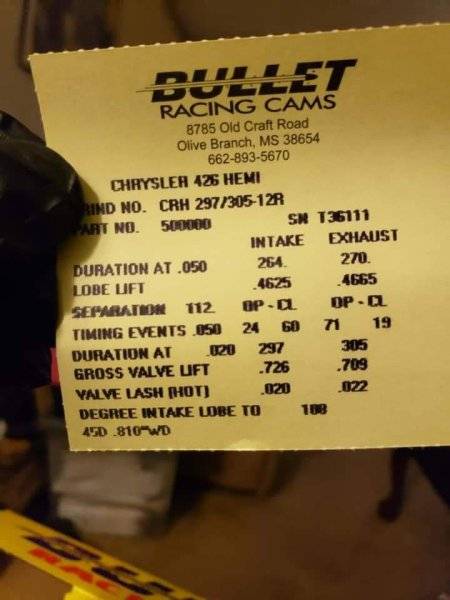 BULLET
RACING CAMS
8785 Old Craft Road
Olive Branch, MS 38654
662-893-5670
CHRYSLER 426 HEMI
RIND NO. CRH 297/305-12R
PART NO. 500000 SN T36111
INTAKE EXHAUST
DURATION AT .050 264. 270.
LOBE LIFT .4625 .4665
SEPARATION 112. OP - CL OP - CL
TIMING EVENTS .050 24 60 71 19
DURATION AT .020 297 305
GROSS VALVE LIFT .726 .709
VALVE LASH (HOT) .020 .022
DEGREE INTAKE LOBE TO 108
45D .810"WD